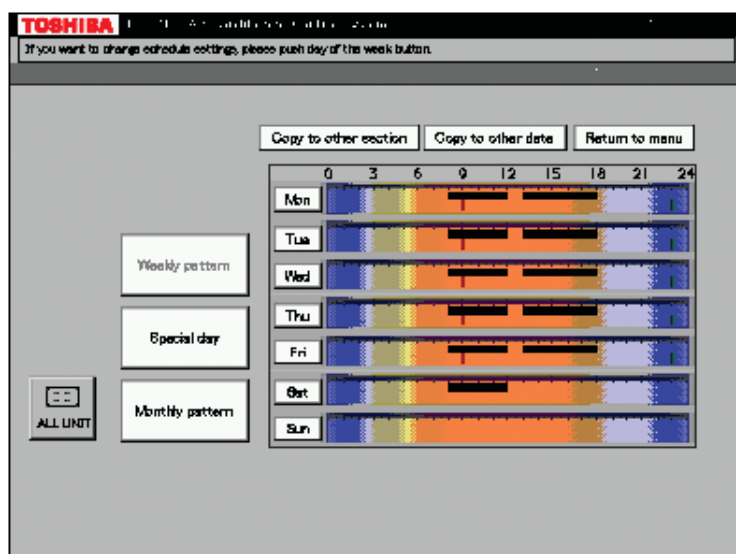 TOSHIBA
If you want to change schedule settings, please push day of the week button.
Copy to other section Copy to other date Return to menu
0 3 6 9 12 15 18 21 24
Mon
Tue
Weekly pattern
Wed
Thu
Special day
Fri
Sat
Monthly pattern
ALL UNIT
Sun